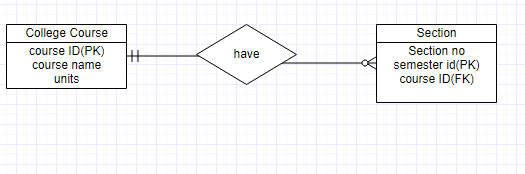 College Course
course ID(PK)
course name
units
have
Section
Section no
semester id(PK)
course ID(FK)